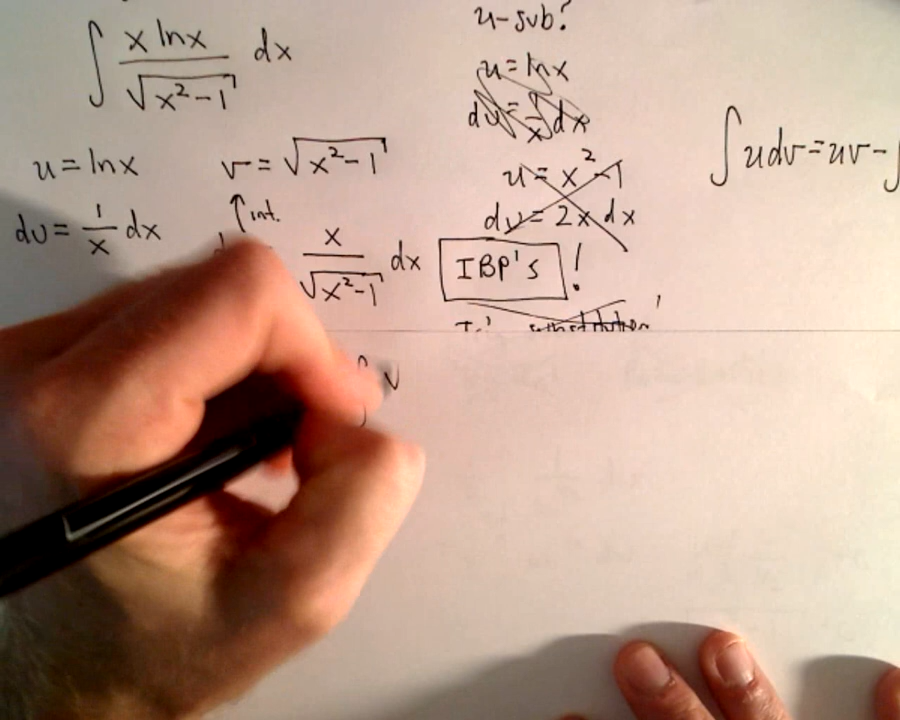 ∫ x ln x / √(x² - 1) dx
u-sub?
u = ln x
du = 1/x dx
u = x² - 1
du = 2x dx
IBP's !
∫ u dv = uv - ∫
u = ln x    v = √(x² - 1)
↑ int.
du = 1/x dx    x / √(x² - 1) dx
substitution
∫ v